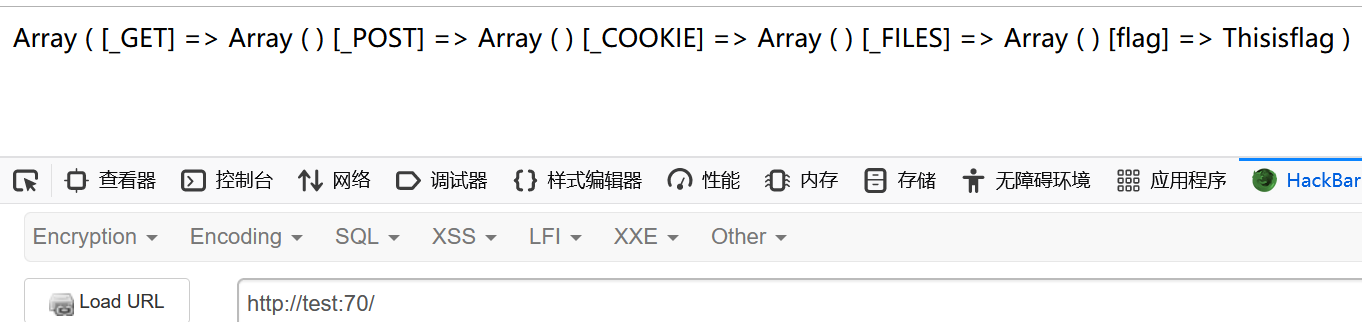 Array ( [_GET] => Array ( ) [_POST] => Array ( ) [_COOKIE] => Array ( ) [_FILES] => Array ( ) [flag] => Thisisflag )
查看器 控制台 网络 调试器 样式编辑器 性能 内存 存储 无障碍环境 应用程序 HackBar
Encryption Encoding SQL XSS LFI XXE Other
Load URL http://test:70/